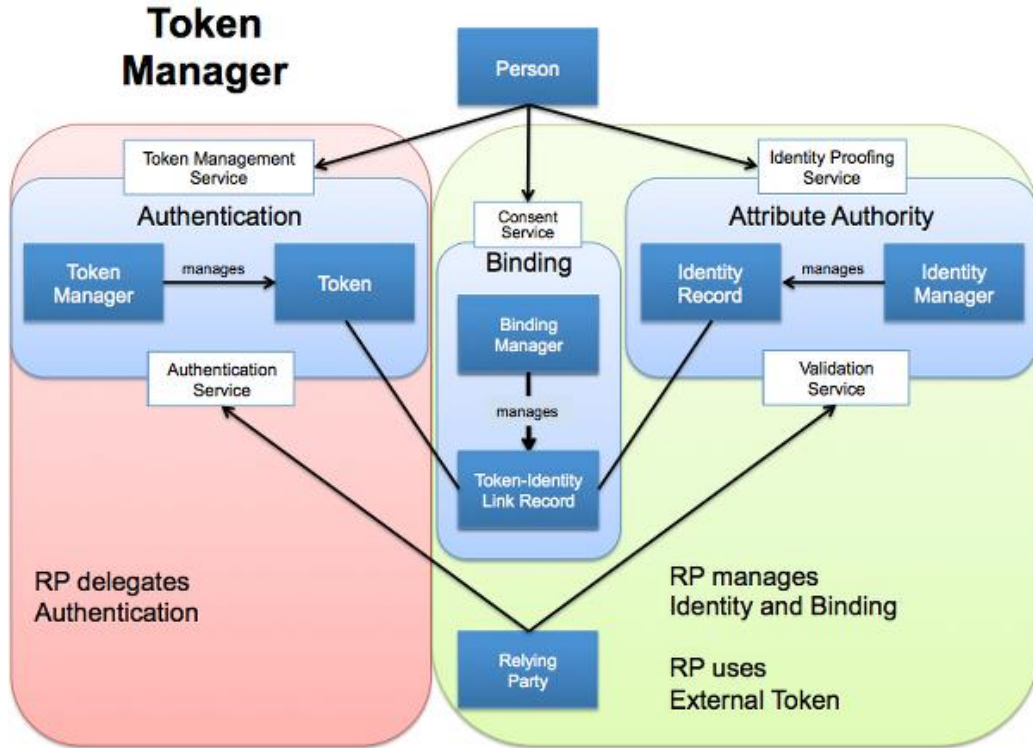 Token
Manager
Person
Token Management
Service
Identity Proofing
Service
Consent
Service
Authentication
Binding
Attribute Authority
Token
Manager
manages
Token
Identity
Record
manages
Identity
Manager
Binding
Manager
Authentication
Service
Validation
Service
manages
Token-Identity
Link Record
RP delegates
Authentication
RP manages
Identity and Binding
RP uses
External Token
Relying
Party